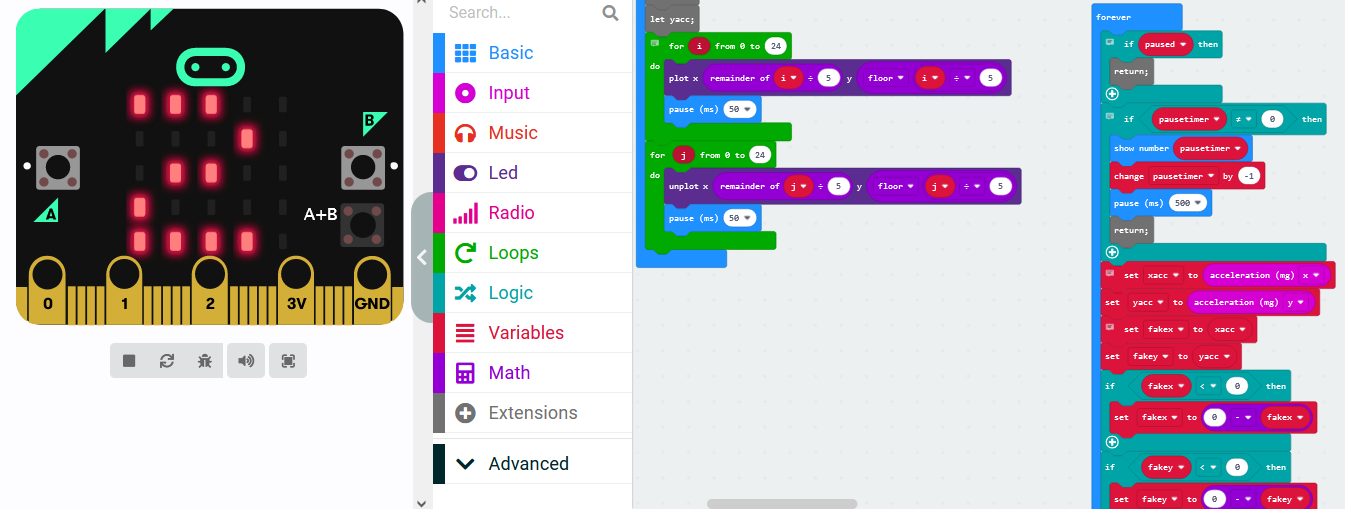 B
A
A+B
0 1 2 3V GND
Search...
Basic
Input
Music
Led
Radio
Loops
Logic
Variables
Math
Extensions
Advanced
let yacc;
for i from 0 to 24
do
plot x remainder of i ÷ 5 y floor i ÷ 5
pause (ms) 50
for j from 0 to 24
do
unplot x remainder of j ÷ 5 y floor j ÷ 5
pause (ms) 50
forever
if paused then
return;
if pausetimer ≠ 0 then
show number pausetimer
change pausetimer by -1
pause (ms) 500
return;
set xacc to acceleration (mg) x
set yacc to acceleration (mg) y
set fakex to xacc
set fakey to yacc
if fakex < 0 then
set fakex to 0 - fakex
if fakey < 0 then
set fakey to 0 - fakey